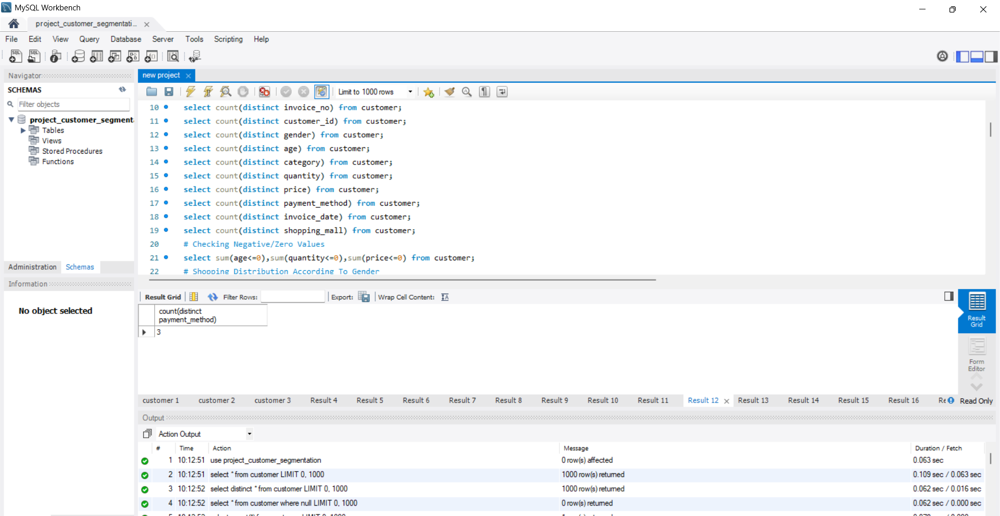 MySQL Workbench
project_customer_segmentati...
File Edit View Query Database Server Tools Scripting Help
Navigator
SCHEMAS
Filter objects
project_customer_segment
Tables
Views
Stored Procedures
Functions
Administration Schemas
Information
No object selected
new project
Limit to 1000 rows
10 select count(distinct invoice_no) from customer;
11 select count(distinct customer_id) from customer;
12 select count(distinct gender) from customer;
13 select count(distinct age) from customer;
14 select count(distinct category) from customer;
15 select count(distinct quantity) from customer;
16 select count(distinct price) from customer;
17 select count(distinct payment_method) from customer;
18 select count(distinct invoice_date) from customer;
19 select count(distinct shopping_mall) from customer;
20 # Checking Negative/Zero Values
21 select sum(age<=0),sum(quantity<=0),sum(price<=0) from customer;
22 # Shopping Distribution According To Gender
Result Grid Filter Rows: Export: Wrap Cell Content:
count(distinct
payment_method)
3
Result
Grid
Form
Editor
customer 1 customer 2 customer 3 Result 4 Result 5 Result 6 Result 7 Result 8 Result 9 Result 10 Result 11 Result 12 Result 13 Result 14 Result 15 Result 16 Re Read Only
Output
Action Output
# Time Action Message Duration / Fetch
1 10:12:51 use project_customer_segmentation 0 row(s) affected 0.063 sec
2 10:12:51 select * from customer LIMIT 0, 1000 1000 row(s) returned 0.109 sec / 0.063 sec
3 10:12:52 select distinct * from customer LIMIT 0, 1000 1000 row(s) returned 0.062 sec / 0.016 sec
4 10:12:52 select * from customer where null LIMIT 0, 1000 0 row(s) returned 0.062 sec / 0.000 sec